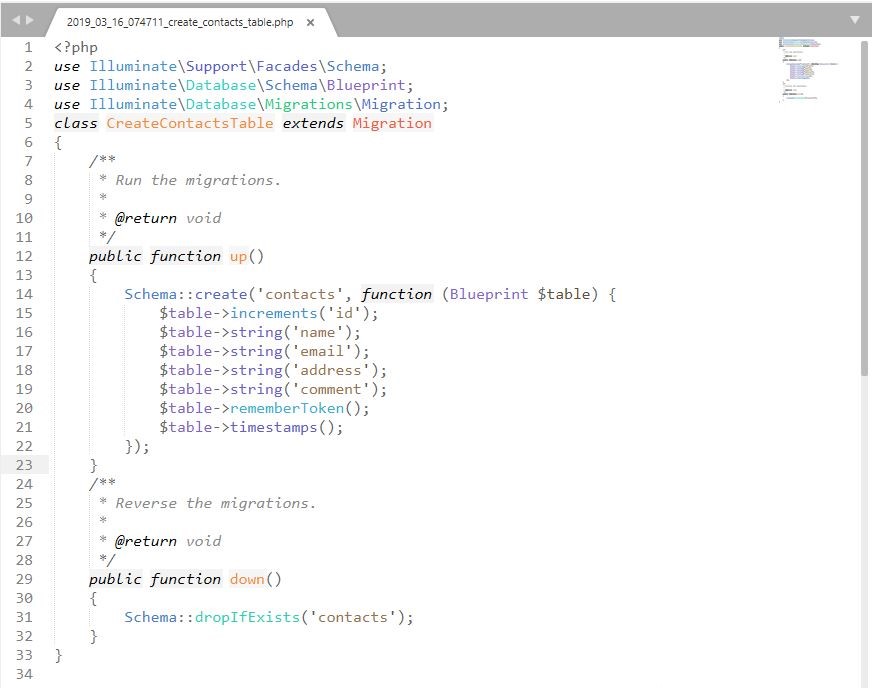 2019_03_16_074711_create_contacts_table.php ×
1 <?php
2 use Illuminate\Support\Facades\Schema;
3 use Illuminate\Database\Schema\Blueprint;
4 use Illuminate\Database\Migrations\Migration;
5 class CreateContactsTable extends Migration
6 {
7     /**
8      * Run the migrations.
9      *
10      * @return void
11      */
12     public function up()
13     {
14         Schema::create('contacts', function (Blueprint $table) {
15             $table->increments('id');
16             $table->string('name');
17             $table->string('email');
18             $table->string('address');
19             $table->string('comment');
20             $table->rememberToken();
21             $table->timestamps();
22         });
23     }
24     /**
25      * Reverse the migrations.
26      *
27      * @return void
28      */
29     public function down()
30     {
31         Schema::dropIfExists('contacts');
32     }
33 }
34